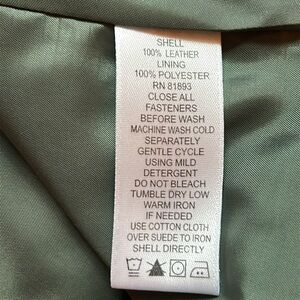 SHELL
100% LEATHER
LINING
100% POLYESTER
RN 81893
CLOSE ALL
FASTENERS
BEFORE WASH
MACHINE WASH COLD
SEPARATELY
GENTLE CYCLE
USING MILD
DETERGENT
DO NOT BLEACH
TUMBLE DRY LOW
WARM IRON
IF NEEDED
USE COTTON CLOTH
OVER SUEDE TO IRON
SHELL DIRECTLY